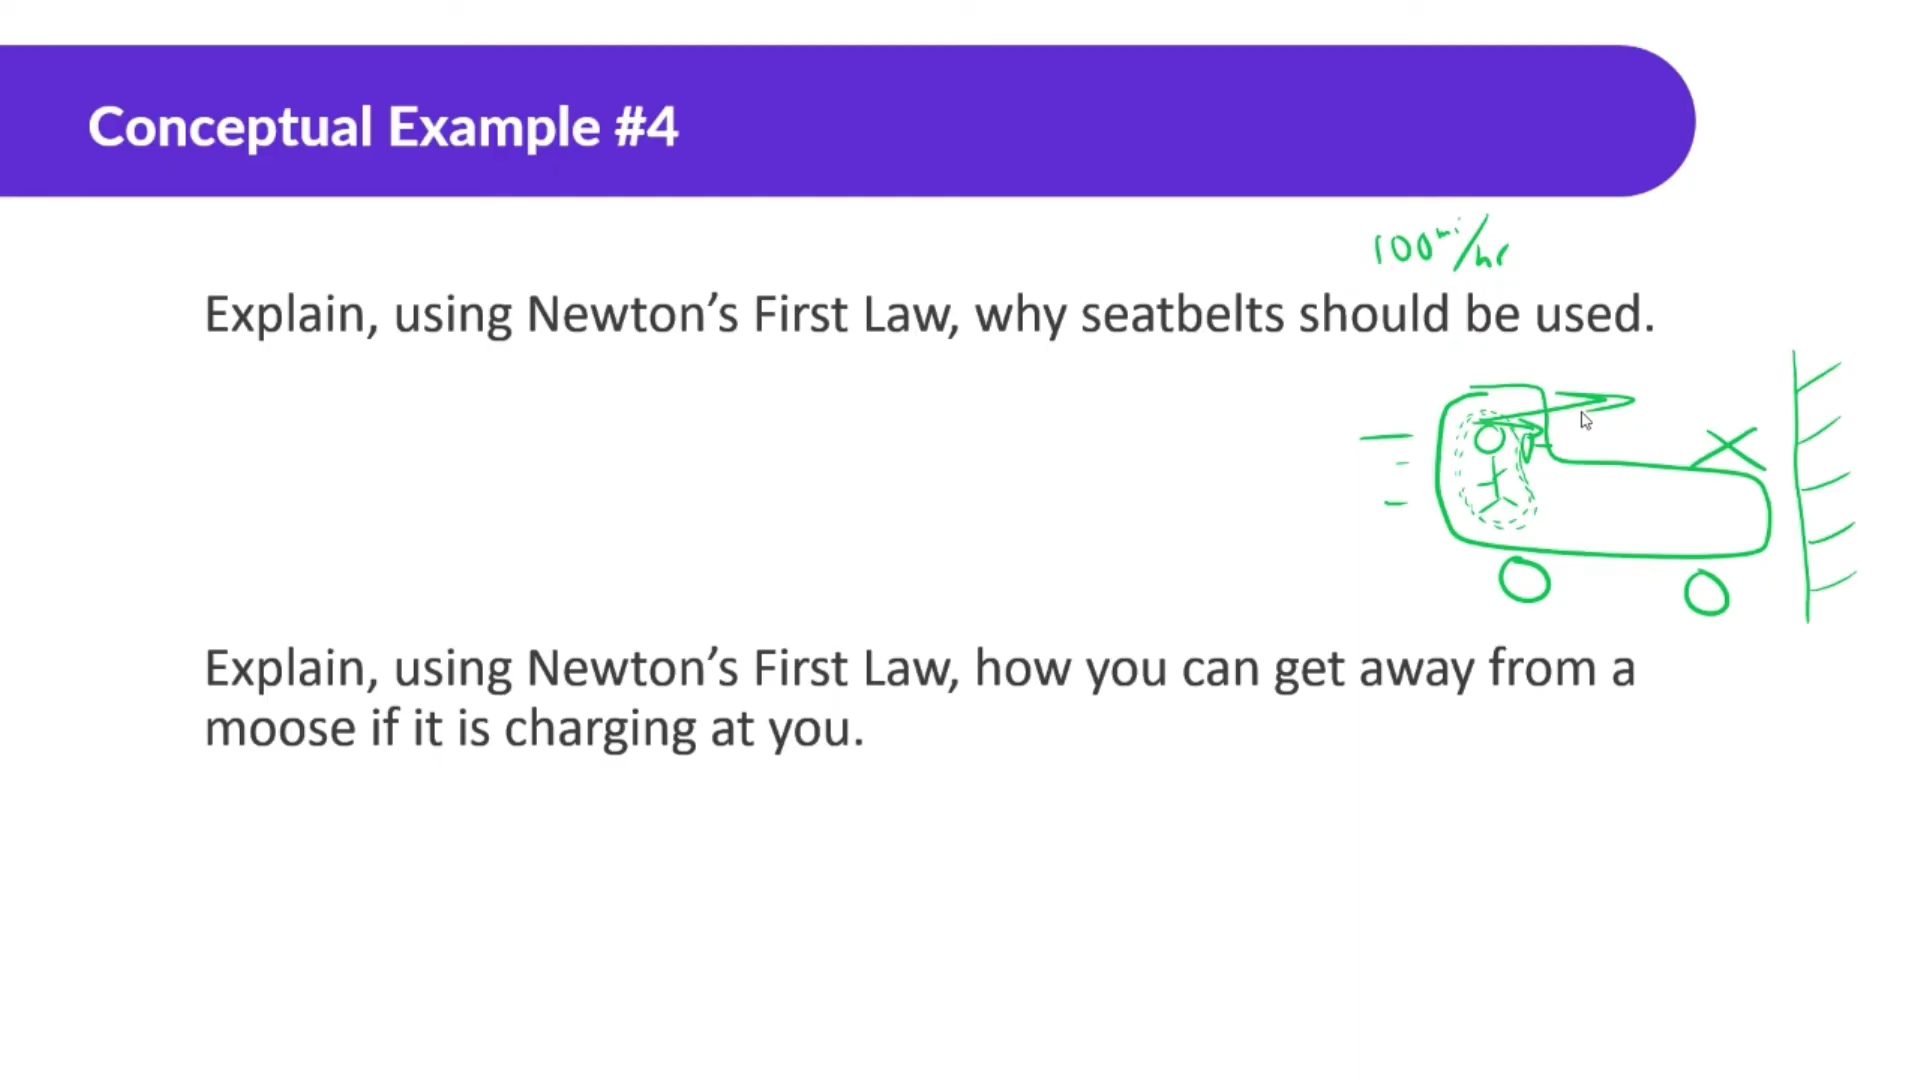 Conceptual Example #4
100 mi/hr
Explain, using Newton’s First Law, why seatbelts should be used.
Explain, using Newton’s First Law, how you can get away from a
moose if it is charging at you.